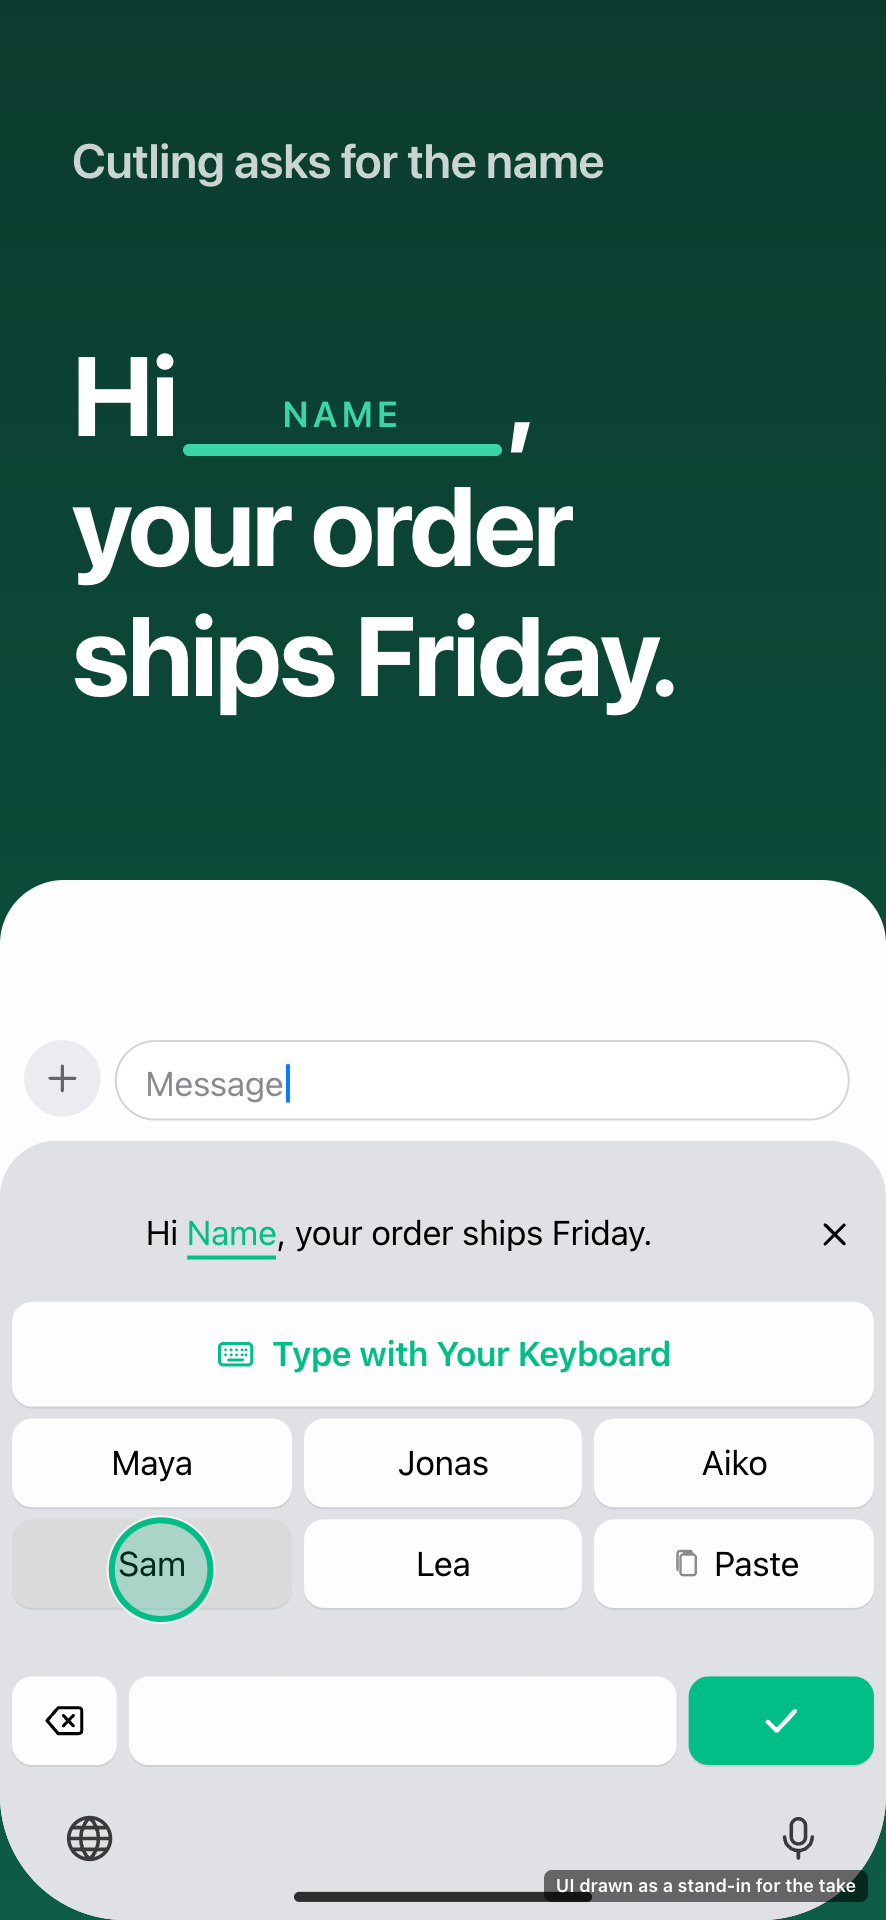 Cutling asks for the name
Hi NAME,
your order
ships Friday.
Message
Hi Name, your order ships Friday.
Type with Your Keyboard
Maya
Jonas
Aiko
Sam
Lea
Paste
UI drawn as a stand-in for the take